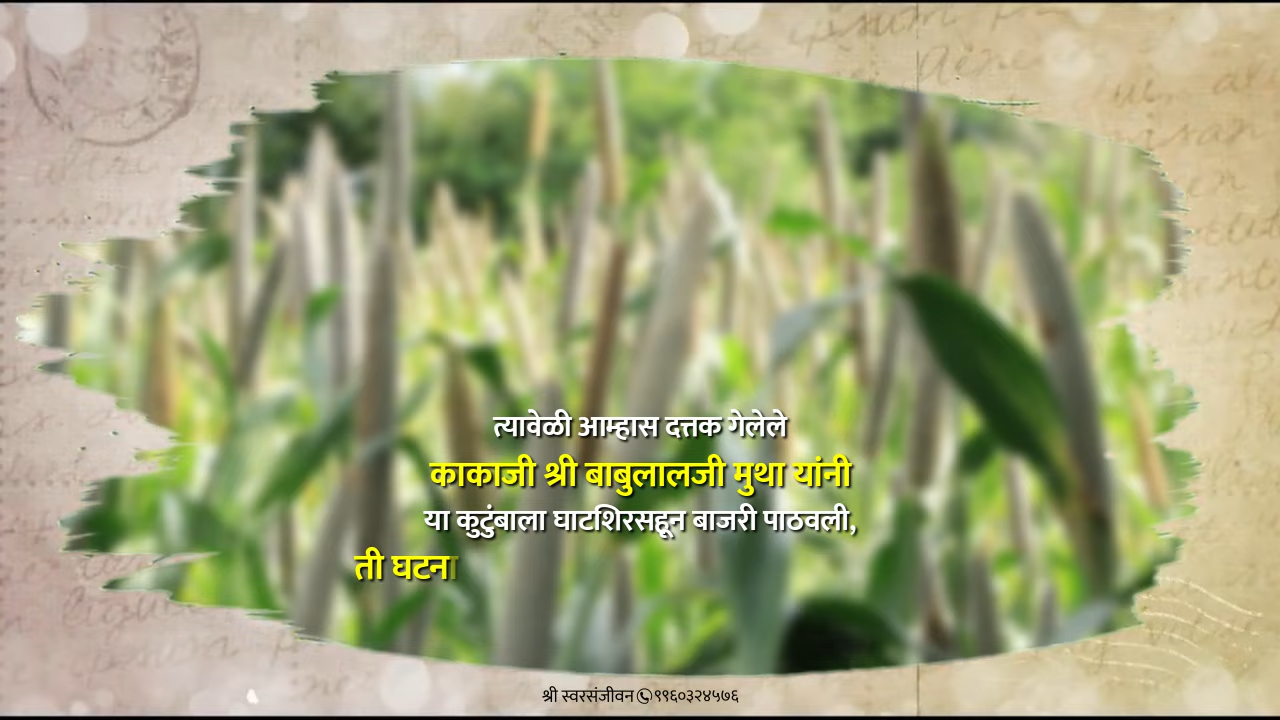 त्यावेळी आम्हास दत्तक गेलेले
काकाजी श्री बाबुलालजी मुथा यांनी
या कुटुंबाला घाटशिरसहून बाजरी पाठवली,
ती घटना
श्री स्वरसंजीवन ९९६०३२४५७६